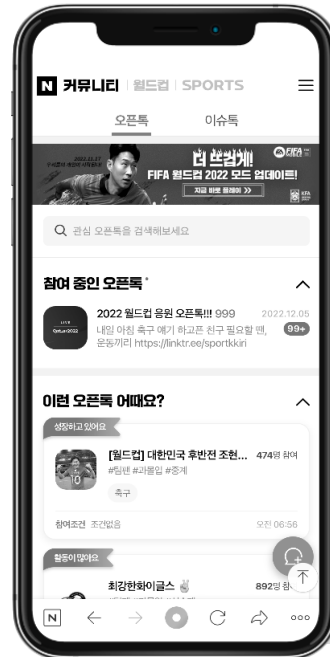 N 커뮤니티 | 월드컵 | SPORTS
오픈톡 이슈톡
2022.11.17
더 뜨겁게!
FIFA 월드컵 2022 모드 업데이트!
지금 바로 플레이 >>
FIFA
KFA
관심 오픈톡을 검색해보세요
참여 중인 오픈톡
LIVE
Qatar2022
2022 월드컵 응원 오픈톡!!! 999 2022.12.05
내일 아침 축구 얘기 하고픈 친구 필요할 땐, 99+
운동끼리 https://linktr.ee/sportkkiri
이런 오픈톡 어때요?
성장하고 있어요
[월드컵] 대한민국 후반전 조현... 474명 참여
#팀팬 #과몰입 #중계
축구
참여조건 조건없음 오전 06:56
활동이 많아요
최강한화이글스 892명 참
N